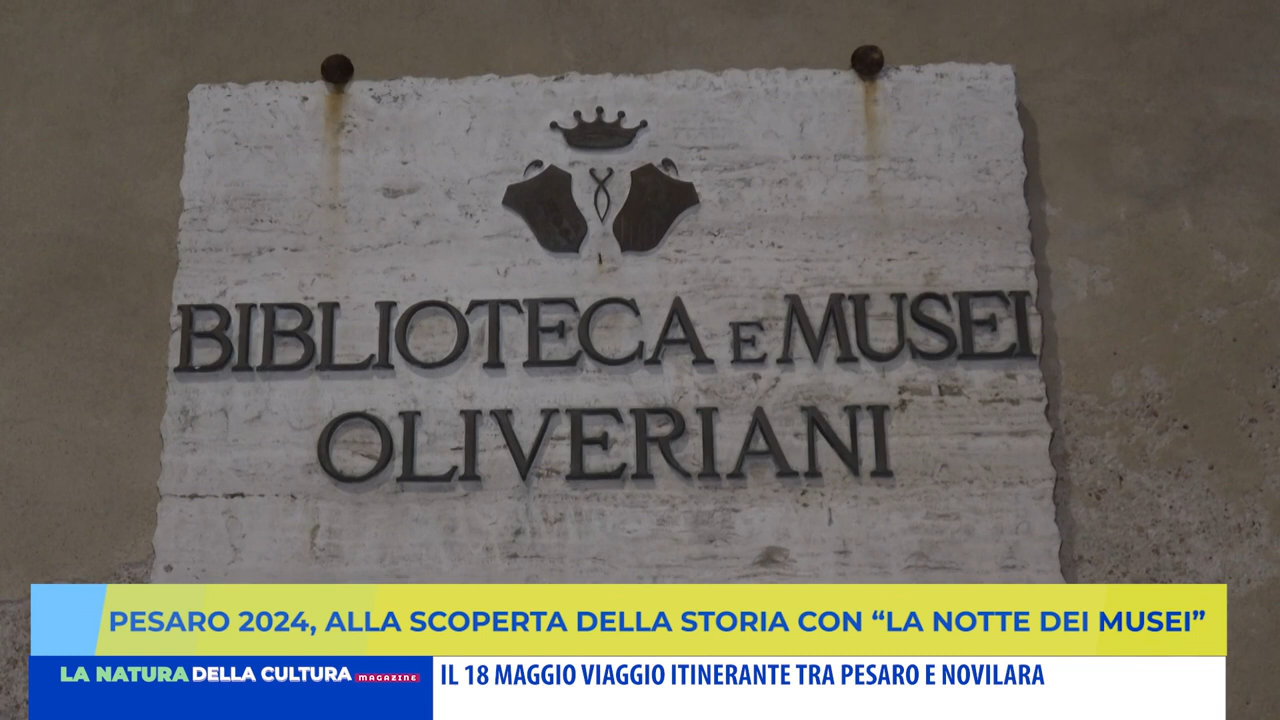 BIBLIOTECA E MUSEI
OLIVERIANI
PESARO 2024, ALLA SCOPERTA DELLA STORIA CON “LA NOTTE DEI MUSEI”
LA NATURA DELLA CULTURA MAGAZINE
IL 18 MAGGIO VIAGGIO ITINERANTE TRA PESARO E NOVILARA